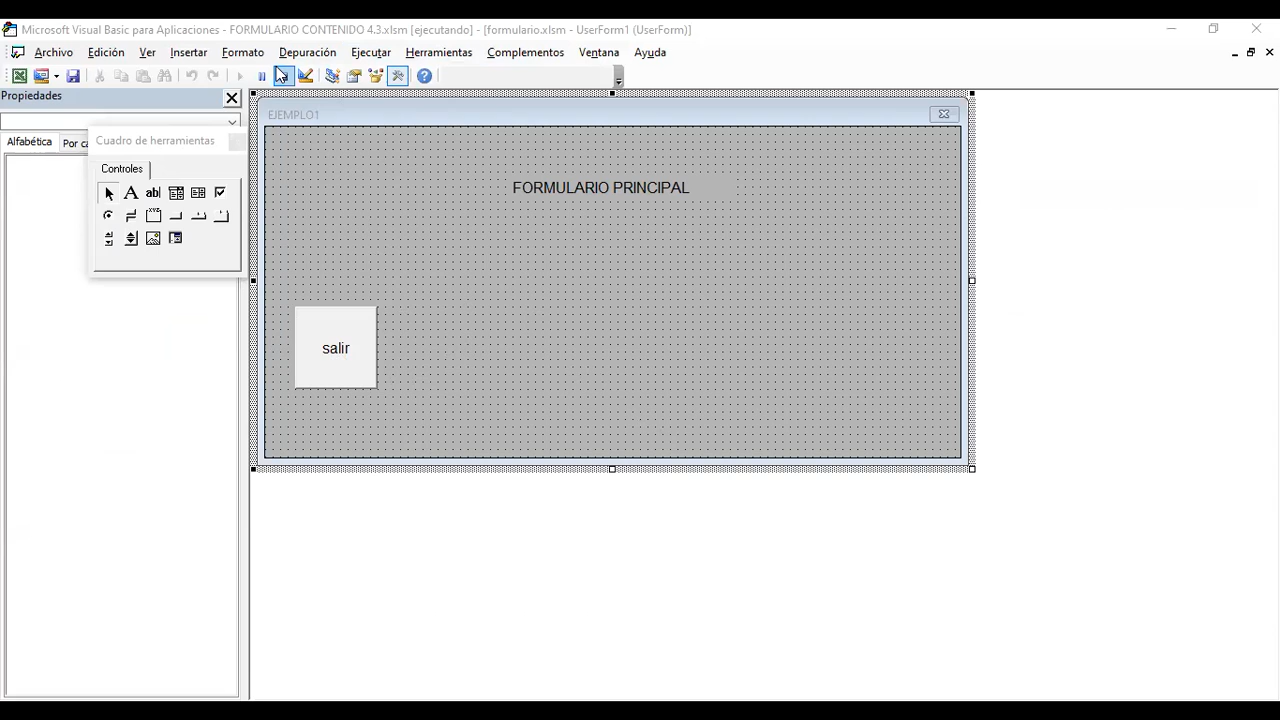 Microsoft Visual Basic para Aplicaciones - FORMULARIO CONTENIDO 4.3.xlsm [ejecutando] - [formulario.xlsm - UserForm1 (UserForm)]
Archivo Edición Ver Insertar Formato Depuración Ejecutar Herramientas Complementos Ventana Ayuda
Propiedades
Alfabética Por ca
Cuadro de herramientas
Controles
A ab|
EJEMPLO1
FORMULARIO PRINCIPAL
salir